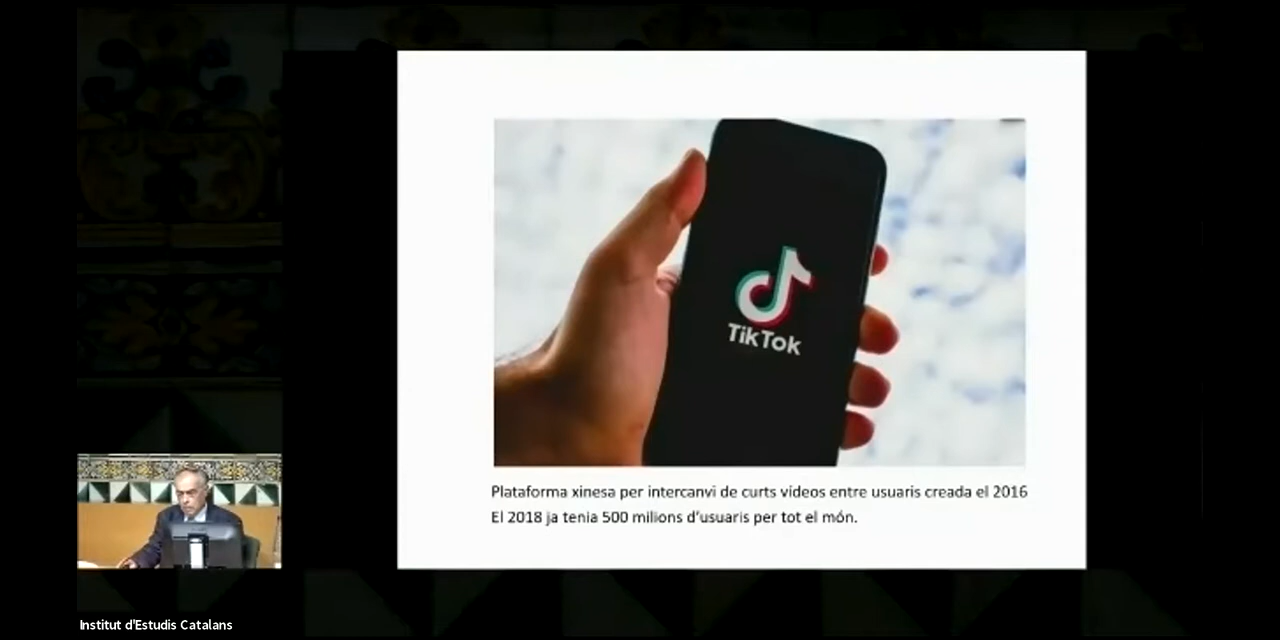 TikTok
Plataforma xinesa per intercanvi de curts vídeos entre usuaris creada el 2016
El 2018 ja tenia 500 milions d'usuaris per tot el món.
Institut d'Estudis Catalans